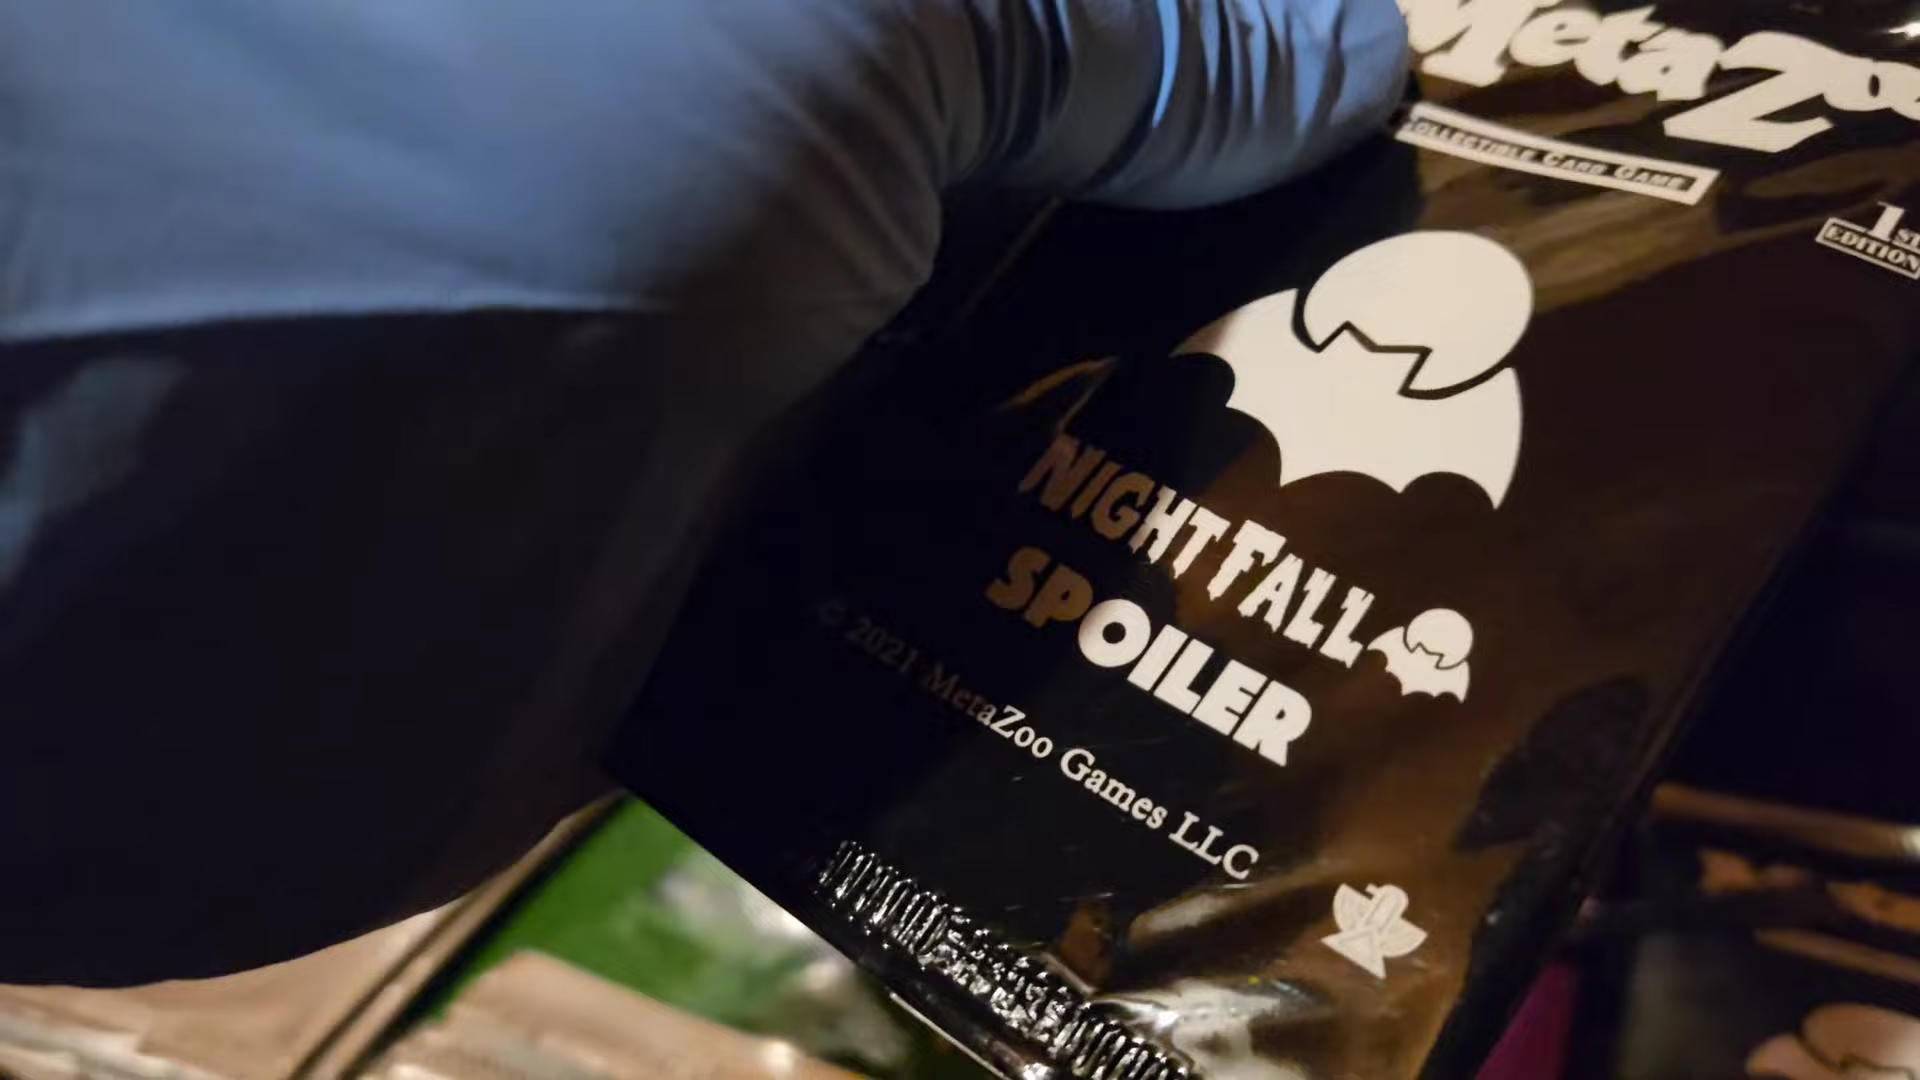 MetaZoo
COLLECTIBLE CARD GAME
1ST
EDITION
NIGHTFALL
SPOILER
© 2021 MetaZoo Games LLC